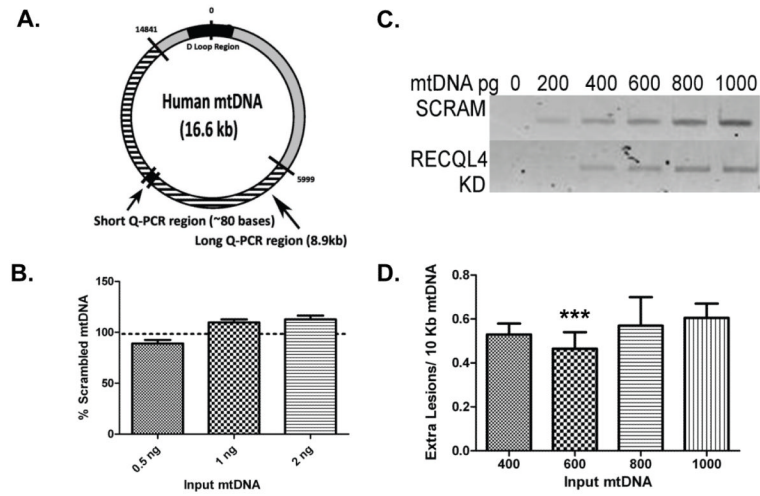 A.
0
14841
D Loop Region
Human mtDNA
(16.6 kb)
5999
Short Q-PCR region (~80 bases)
Long Q-PCR region (8.9kb)
B.
% Scrambled mtDNA
150
100
50
0
0.5 ng
1 ng
2 ng
Input mtDNA
C.
mtDNA pg 0 200 400 600 800 1000
SCRAM
RECQL4
KD
D.
Extra Lesions/ 10 Kb mtDNA
0.8
0.6
0.4
0.2
0.0
***
400
600
800
1000
Input mtDNA